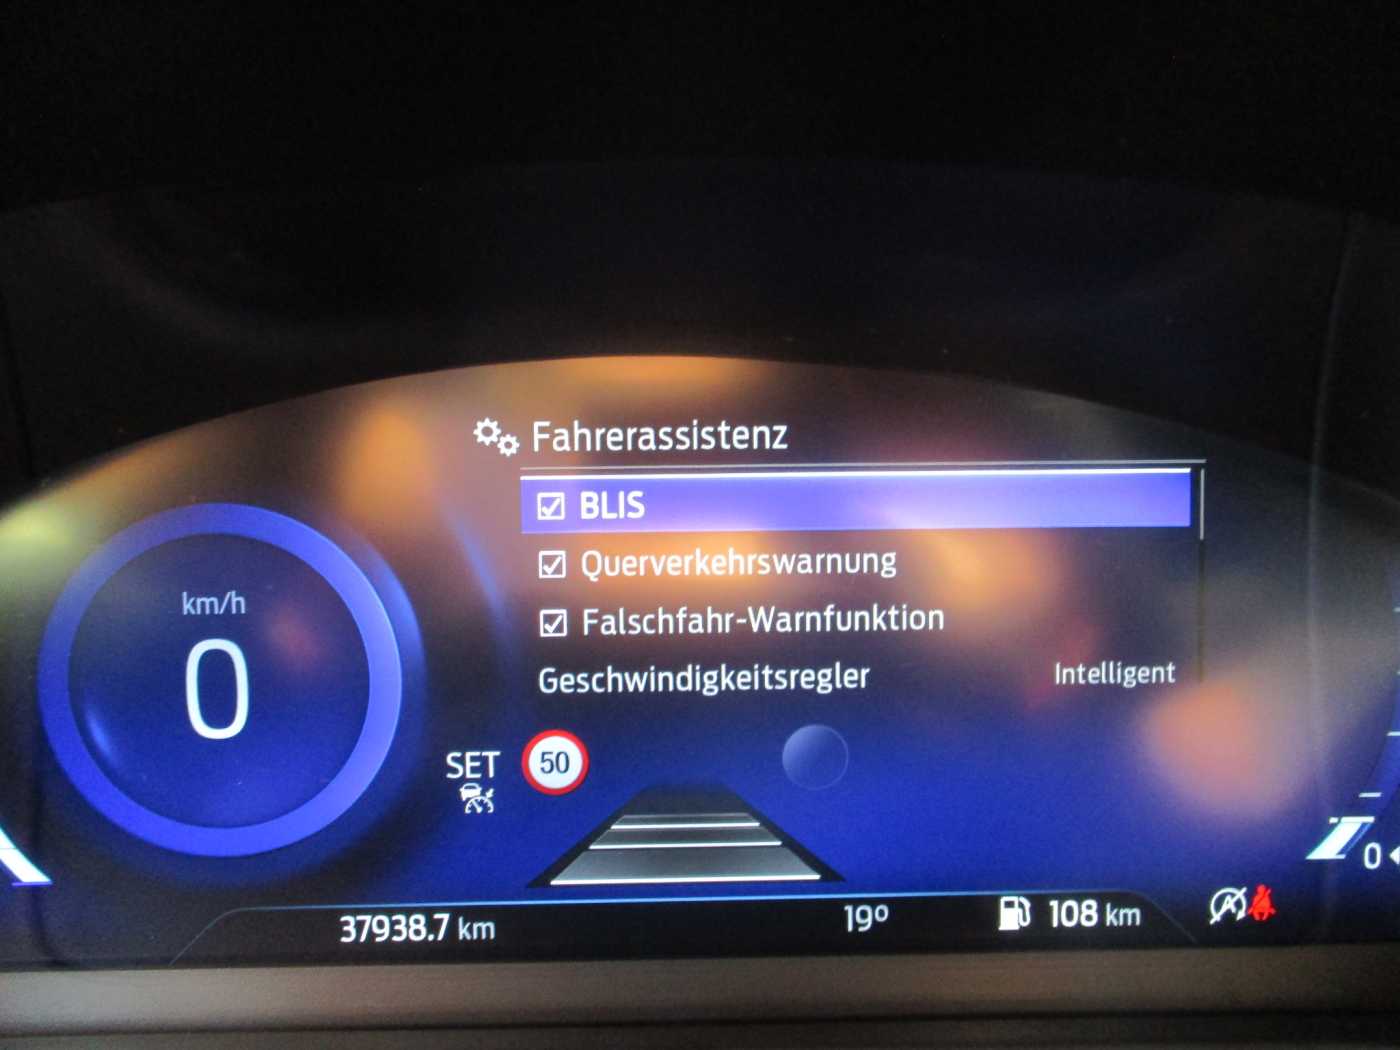 Fahrerassistenz
BLIS
Querverkehrswarnung
Falschfahr-Warnfunktion
Geschwindigkeitsregler Intelligent
km/h
0
SET 50
37938.7 km 19° 108 km
0